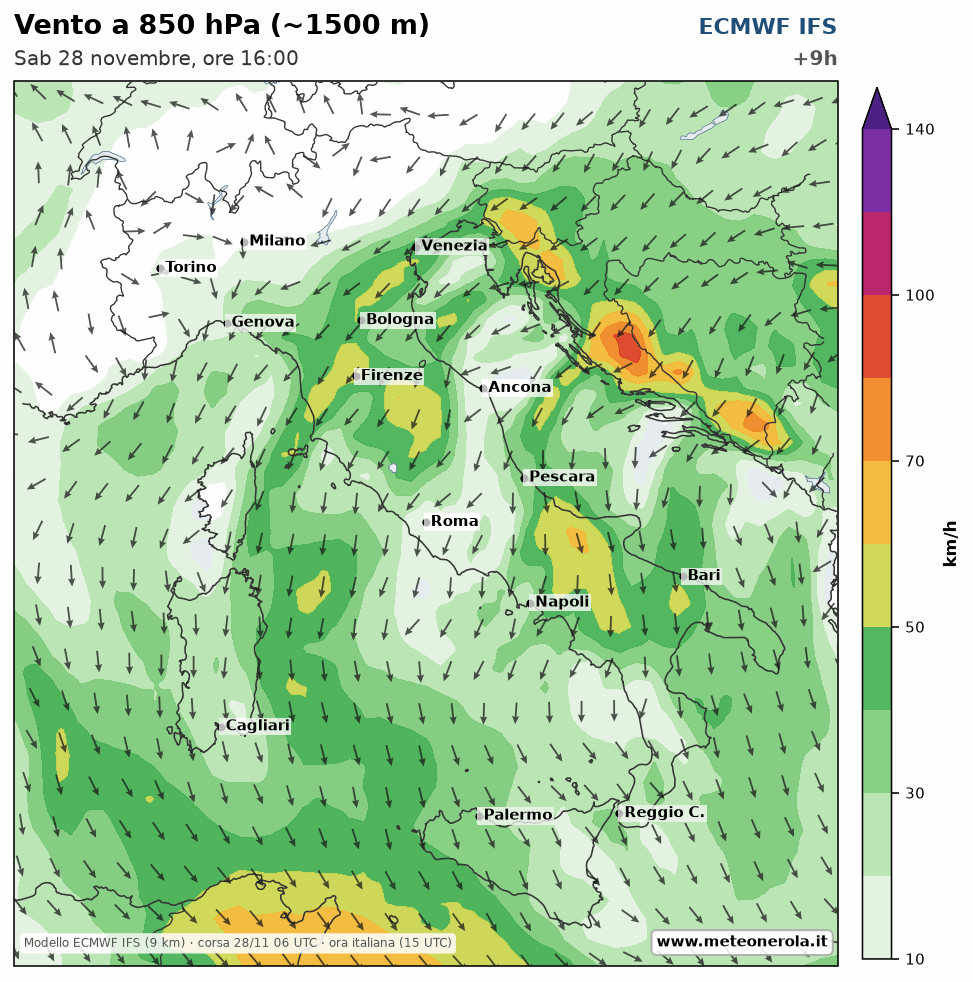 Vento a 850 hPa (~1500 m)
ECMWF IFS
Sab 28 novembre, ore 16:00
+9h
140
100
70
50
30
10
km/h
Venezia
Milano
Torino
Genova
Bologna
Firenze
Ancona
Pescara
Roma
Bari
Napoli
Cagliari
Palermo
Reggio C.
Modello ECMWF IFS (9 km) · corsa 28/11 06 UTC · ora italiana (15 UTC)
www.meteonerola.it